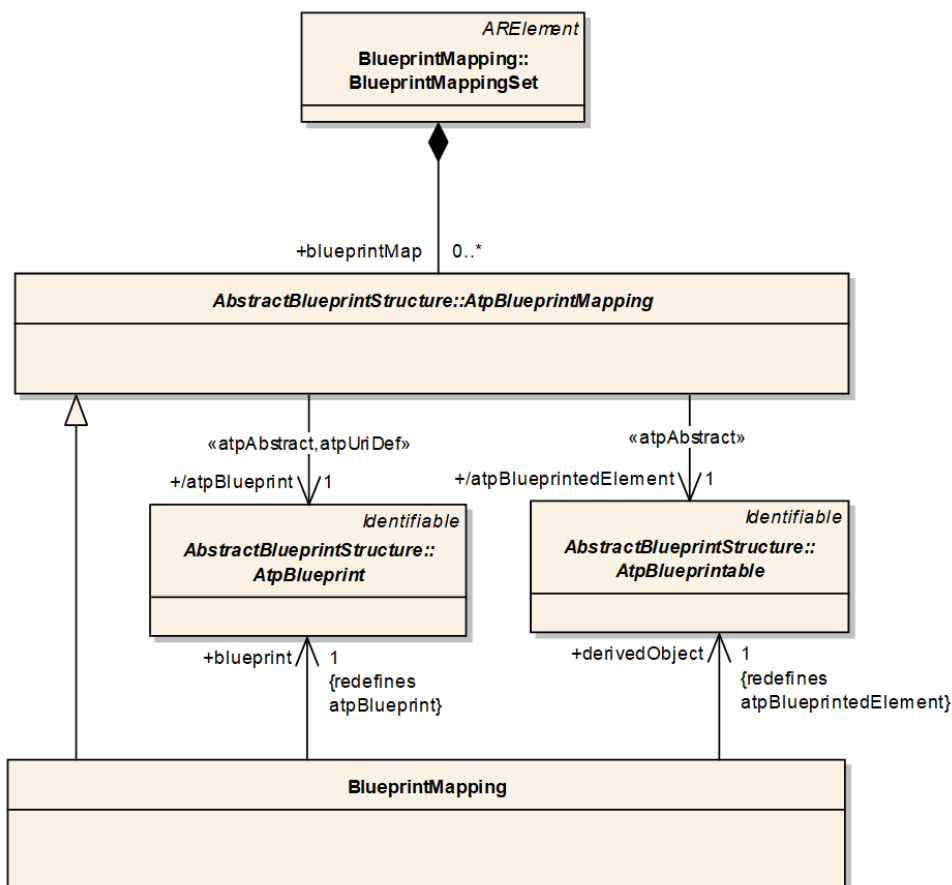 ARElement
BlueprintMapping::
BlueprintMappingSet
+blueprintMap 0..*
AbstractBlueprintStructure::AtpBlueprintMapping
«atpAbstract,atpUriDef»
«atpAbstract»
+/atpBlueprint 1
+/atpBlueprintedElement 1
Identifiable
AbstractBlueprintStructure::
AtpBlueprint
Identifiable
AbstractBlueprintStructure::
AtpBlueprintable
+blueprint 1
{redefines
atpBlueprint}
+derivedObject 1
{redefines
atpBlueprintedElement}
BlueprintMapping